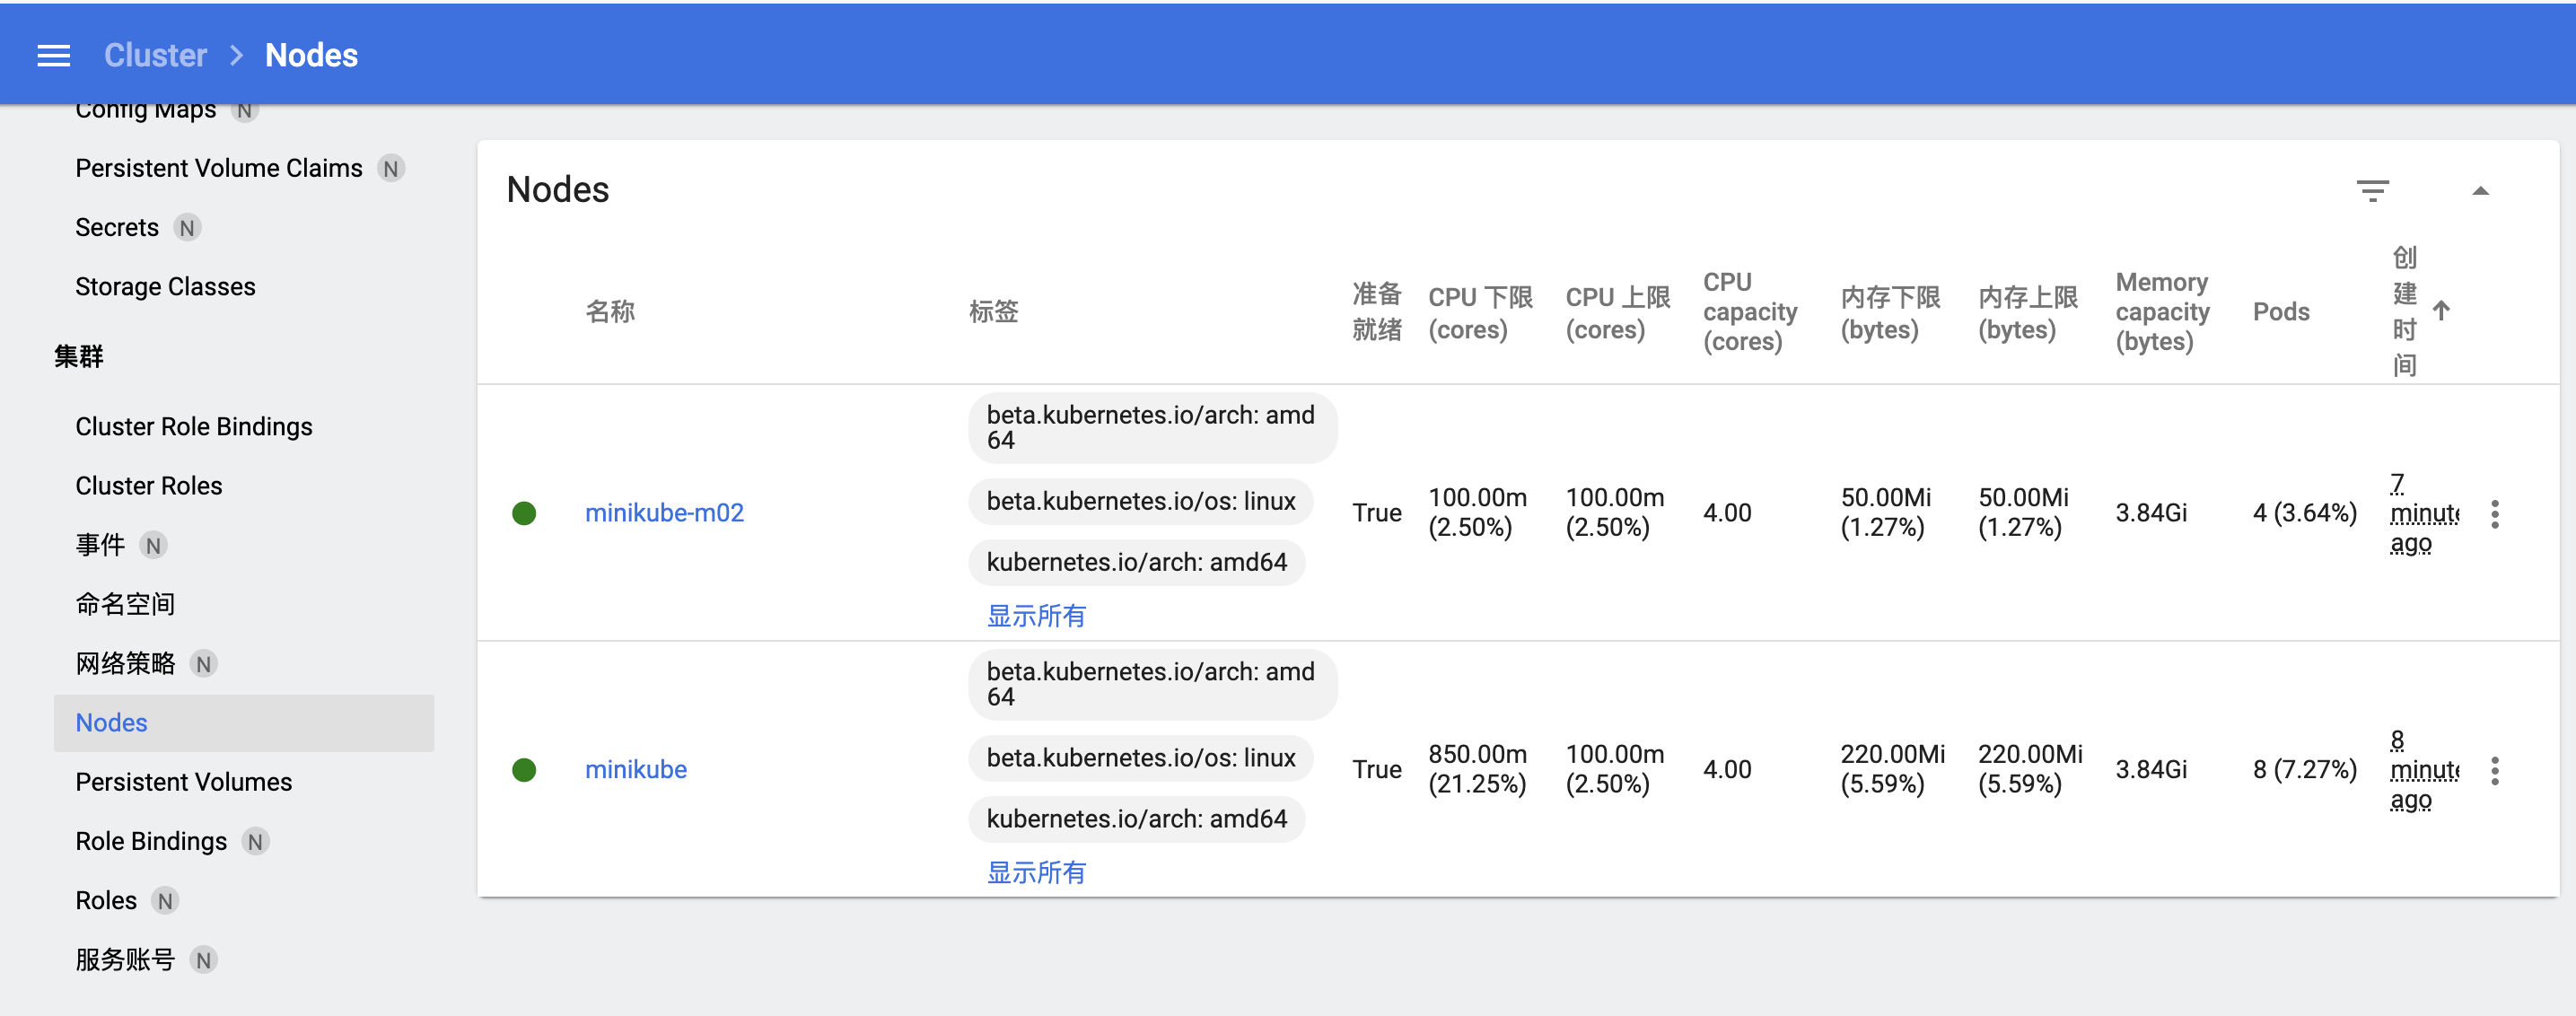 Cluster > Nodes
Config Maps N
Persistent Volume Claims N
Secrets N
Storage Classes
集群
Cluster Role Bindings
Cluster Roles
事件 N
命名空间
网络策略 N
Nodes
Persistent Volumes
Role Bindings N
Roles N
服务账号 N
Nodes
名称
标签
准备
就绪
CPU 下限
(cores)
CPU 上限
(cores)
CPU
capacity
(cores)
内存下限
(bytes)
内存上限
(bytes)
Memory
capacity
(bytes)
Pods
创
建
时
间
minikube-m02
beta.kubernetes.io/arch: amd
64
beta.kubernetes.io/os: linux
kubernetes.io/arch: amd64
显示所有
True
100.00m
(2.50%)
100.00m
(2.50%)
4.00
50.00Mi
(1.27%)
50.00Mi
(1.27%)
3.84Gi
4 (3.64%)
7
minute
ago
minikube
beta.kubernetes.io/arch: amd
64
beta.kubernetes.io/os: linux
kubernetes.io/arch: amd64
显示所有
True
850.00m
(21.25%)
100.00m
(2.50%)
4.00
220.00Mi
(5.59%)
220.00Mi
(5.59%)
3.84Gi
8 (7.27%)
8
minute
ago